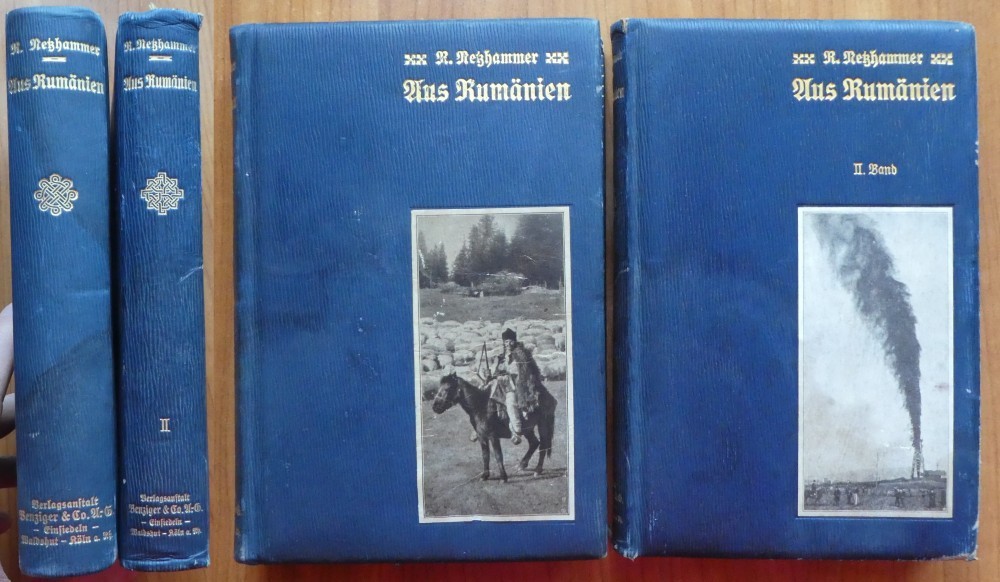 R. Netzhammer
Aus Rumänien
Verlagsanstalt
Benziger & Co. A.-G.
– Einsiedeln –
Waldshut – Köln a. Rh.
R. Netzhammer
Aus Rumänien
II
Verlagsanstalt
Benziger & Co. A.-G.
– Einsiedeln –
Waldshut – Köln a. Rh.
R. Netzhammer
Aus Rumänien
R. Netzhammer
Aus Rumänien
II. Band